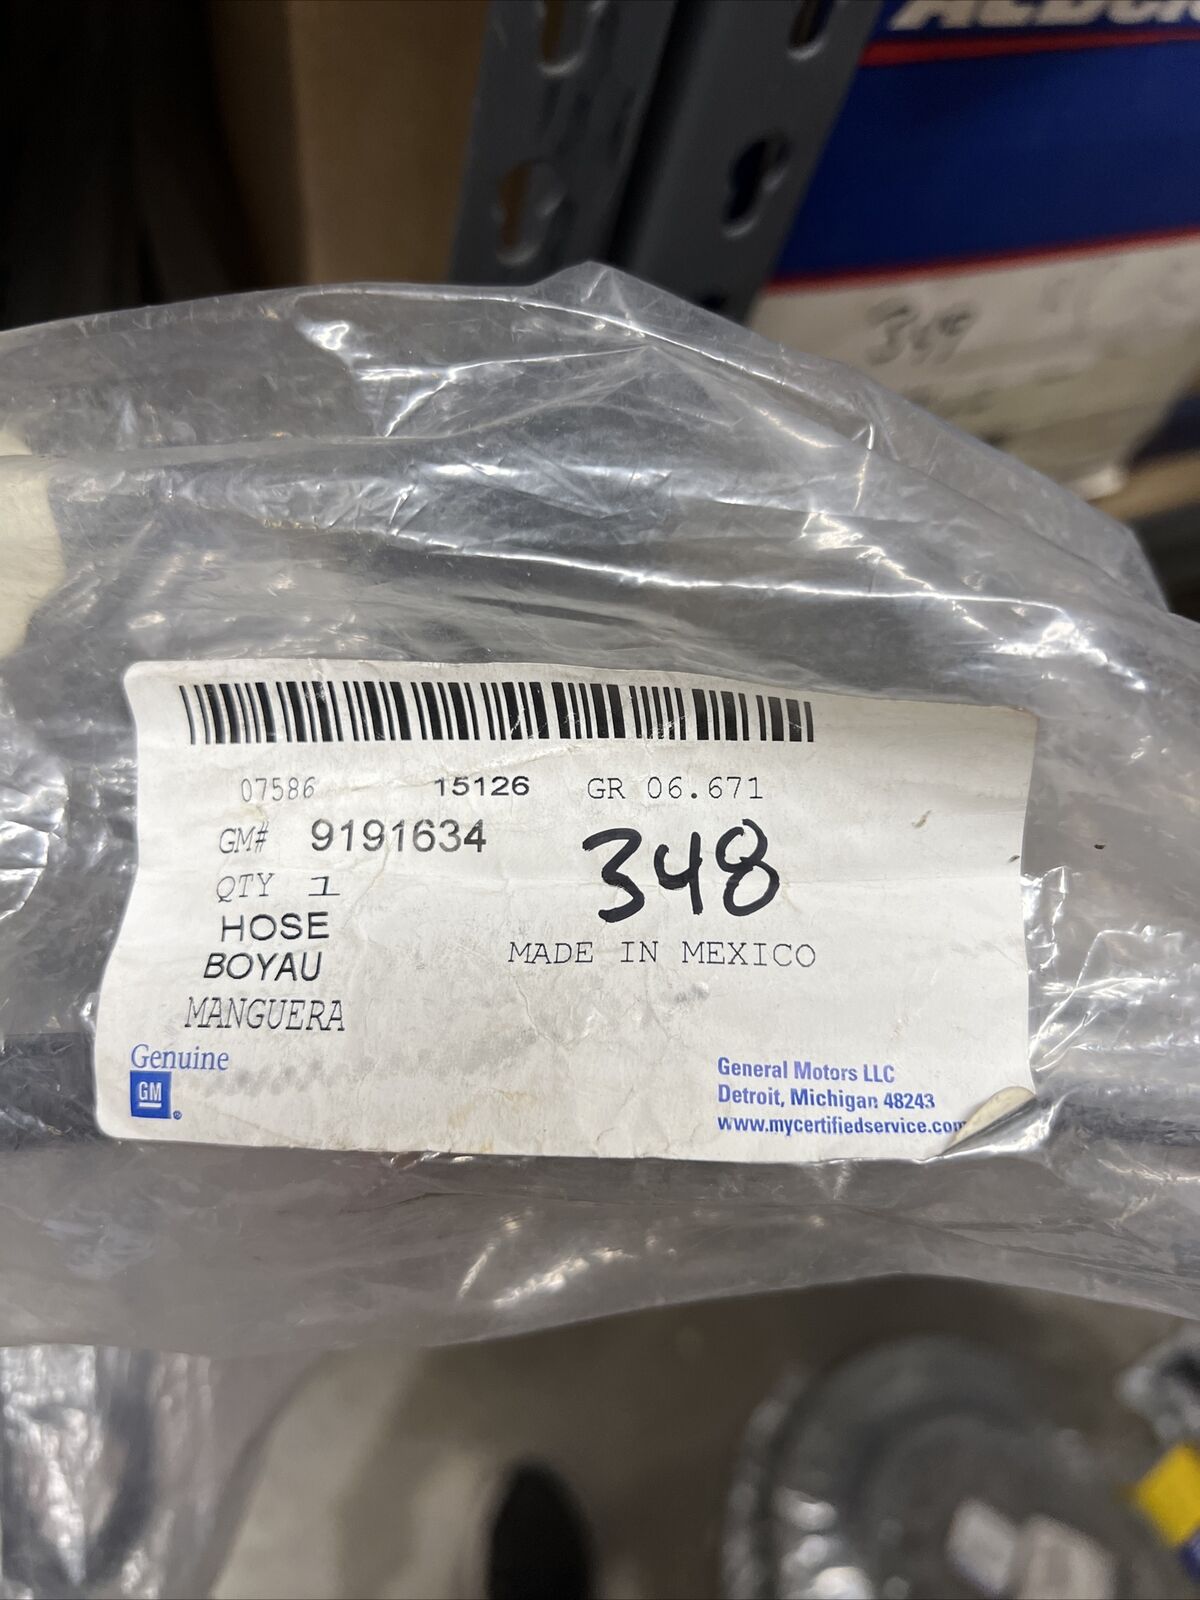 369
07586 15126 GR 06.671
GM# 9191634
348
QTY 1
HOSE
BOYAU
MADE IN MEXICO
MANGUERA
Genuine
GM
General Motors LLC
Detroit, Michigan 48243
www.mycertifiedservice.com